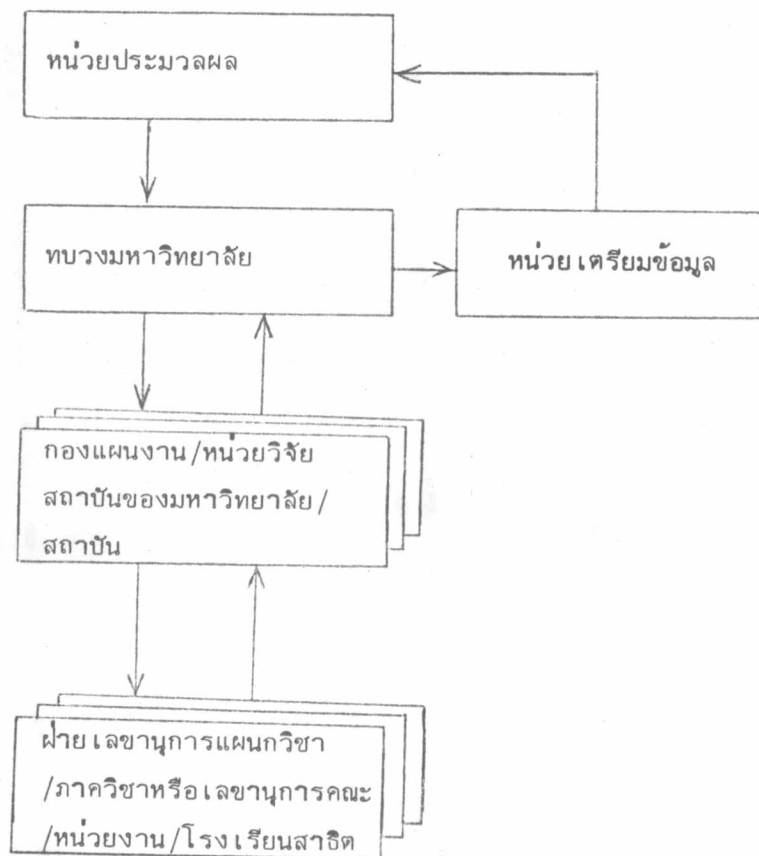 หน่วยประมวลผล
ทบวงมหาวิทยาลัย
หน่วยเตรียมข้อมูล
กองแผนงาน/หน่วยวิจัย
สถาบันของมหาวิทยาลัย/
สถาบัน
ฝ่ายเลขานุการแผนกวิชา
/ภาควิชาหรือเลขานุการคณะ
/หน่วยงาน/โรงเรียนสาธิต